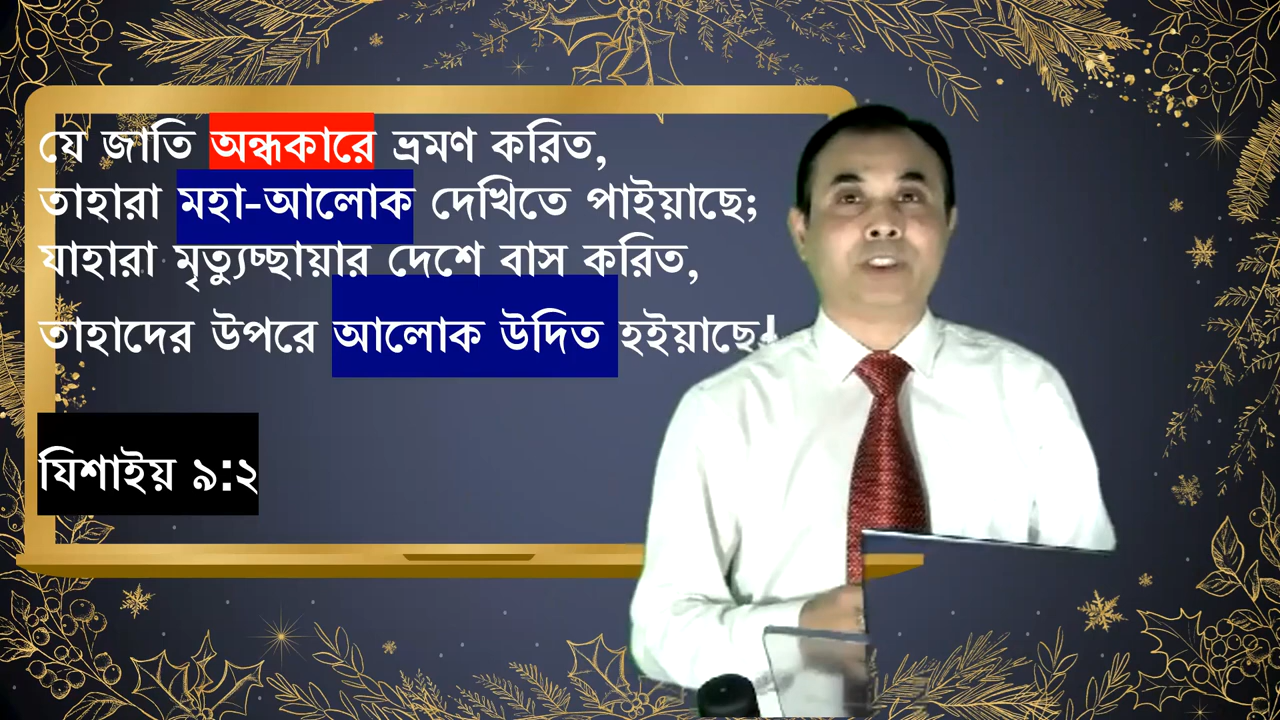 যে জাতি অন্ধকারে ভ্রমণ করিত,
তাহারা মহা-আলোক দেখিতে পাইয়াছে;
যাহারা মৃত্যুচ্ছায়ার দেশে বাস করিত,
তাহাদের উপরে আলোক উদিত হইয়াছে!
যিশাইয় ৯:২